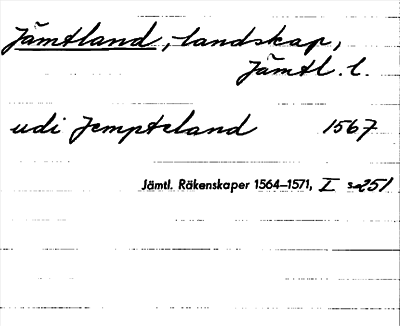 Jämtland, landskap,
Jämtl. l.
udi Jempteland 1567
Jämtl. Räkenskaper 1564–1571, I s. 251